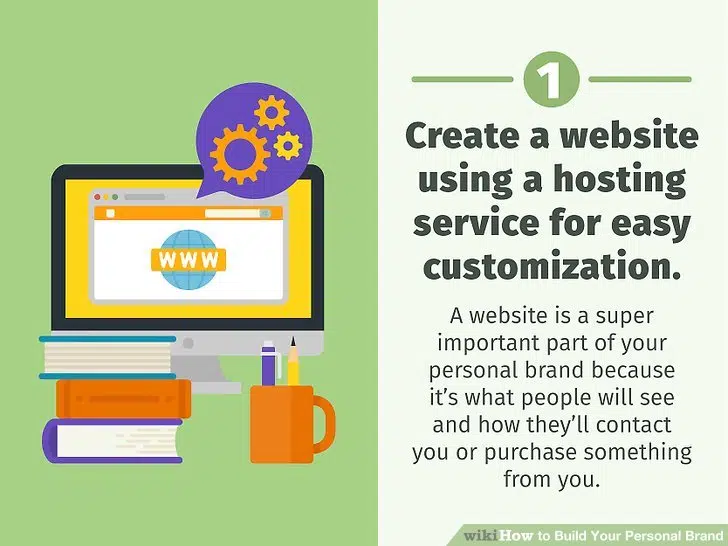 WWW
1
Create a website
using a hosting
service for easy
customization.
A website is a super
important part of your
personal brand because
it's what people will see
and how they'll contact
you or purchase something
from you.
wikiHow to Build Your Personal Brand